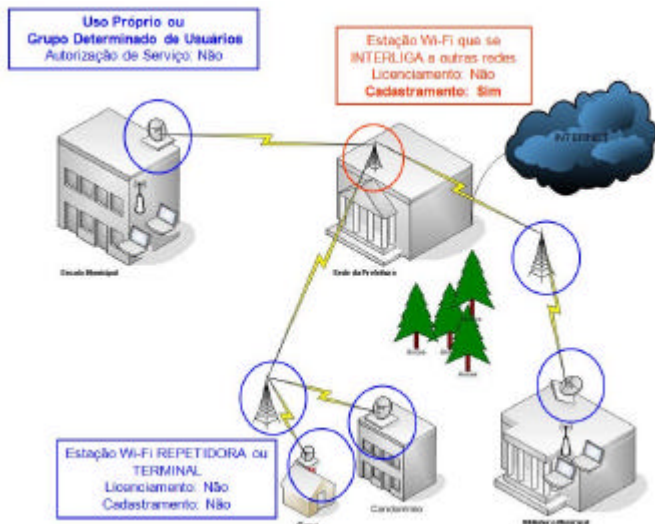 Uso Próprio ou
Grupo Determinado de Usuários
Autorização de Serviço: Não
Estação Wi-Fi que se
INTERLIGA a outras redes
Licenciamento: Não
Cadastramento: Sim
INTERNET
Escola Municipal
Sede da Prefeitura
Estação Wi-Fi REPETIDORA ou
TERMINAL
Licenciamento: Não
Cadastramento: Não
Condomínio
Biblioteca Municipal